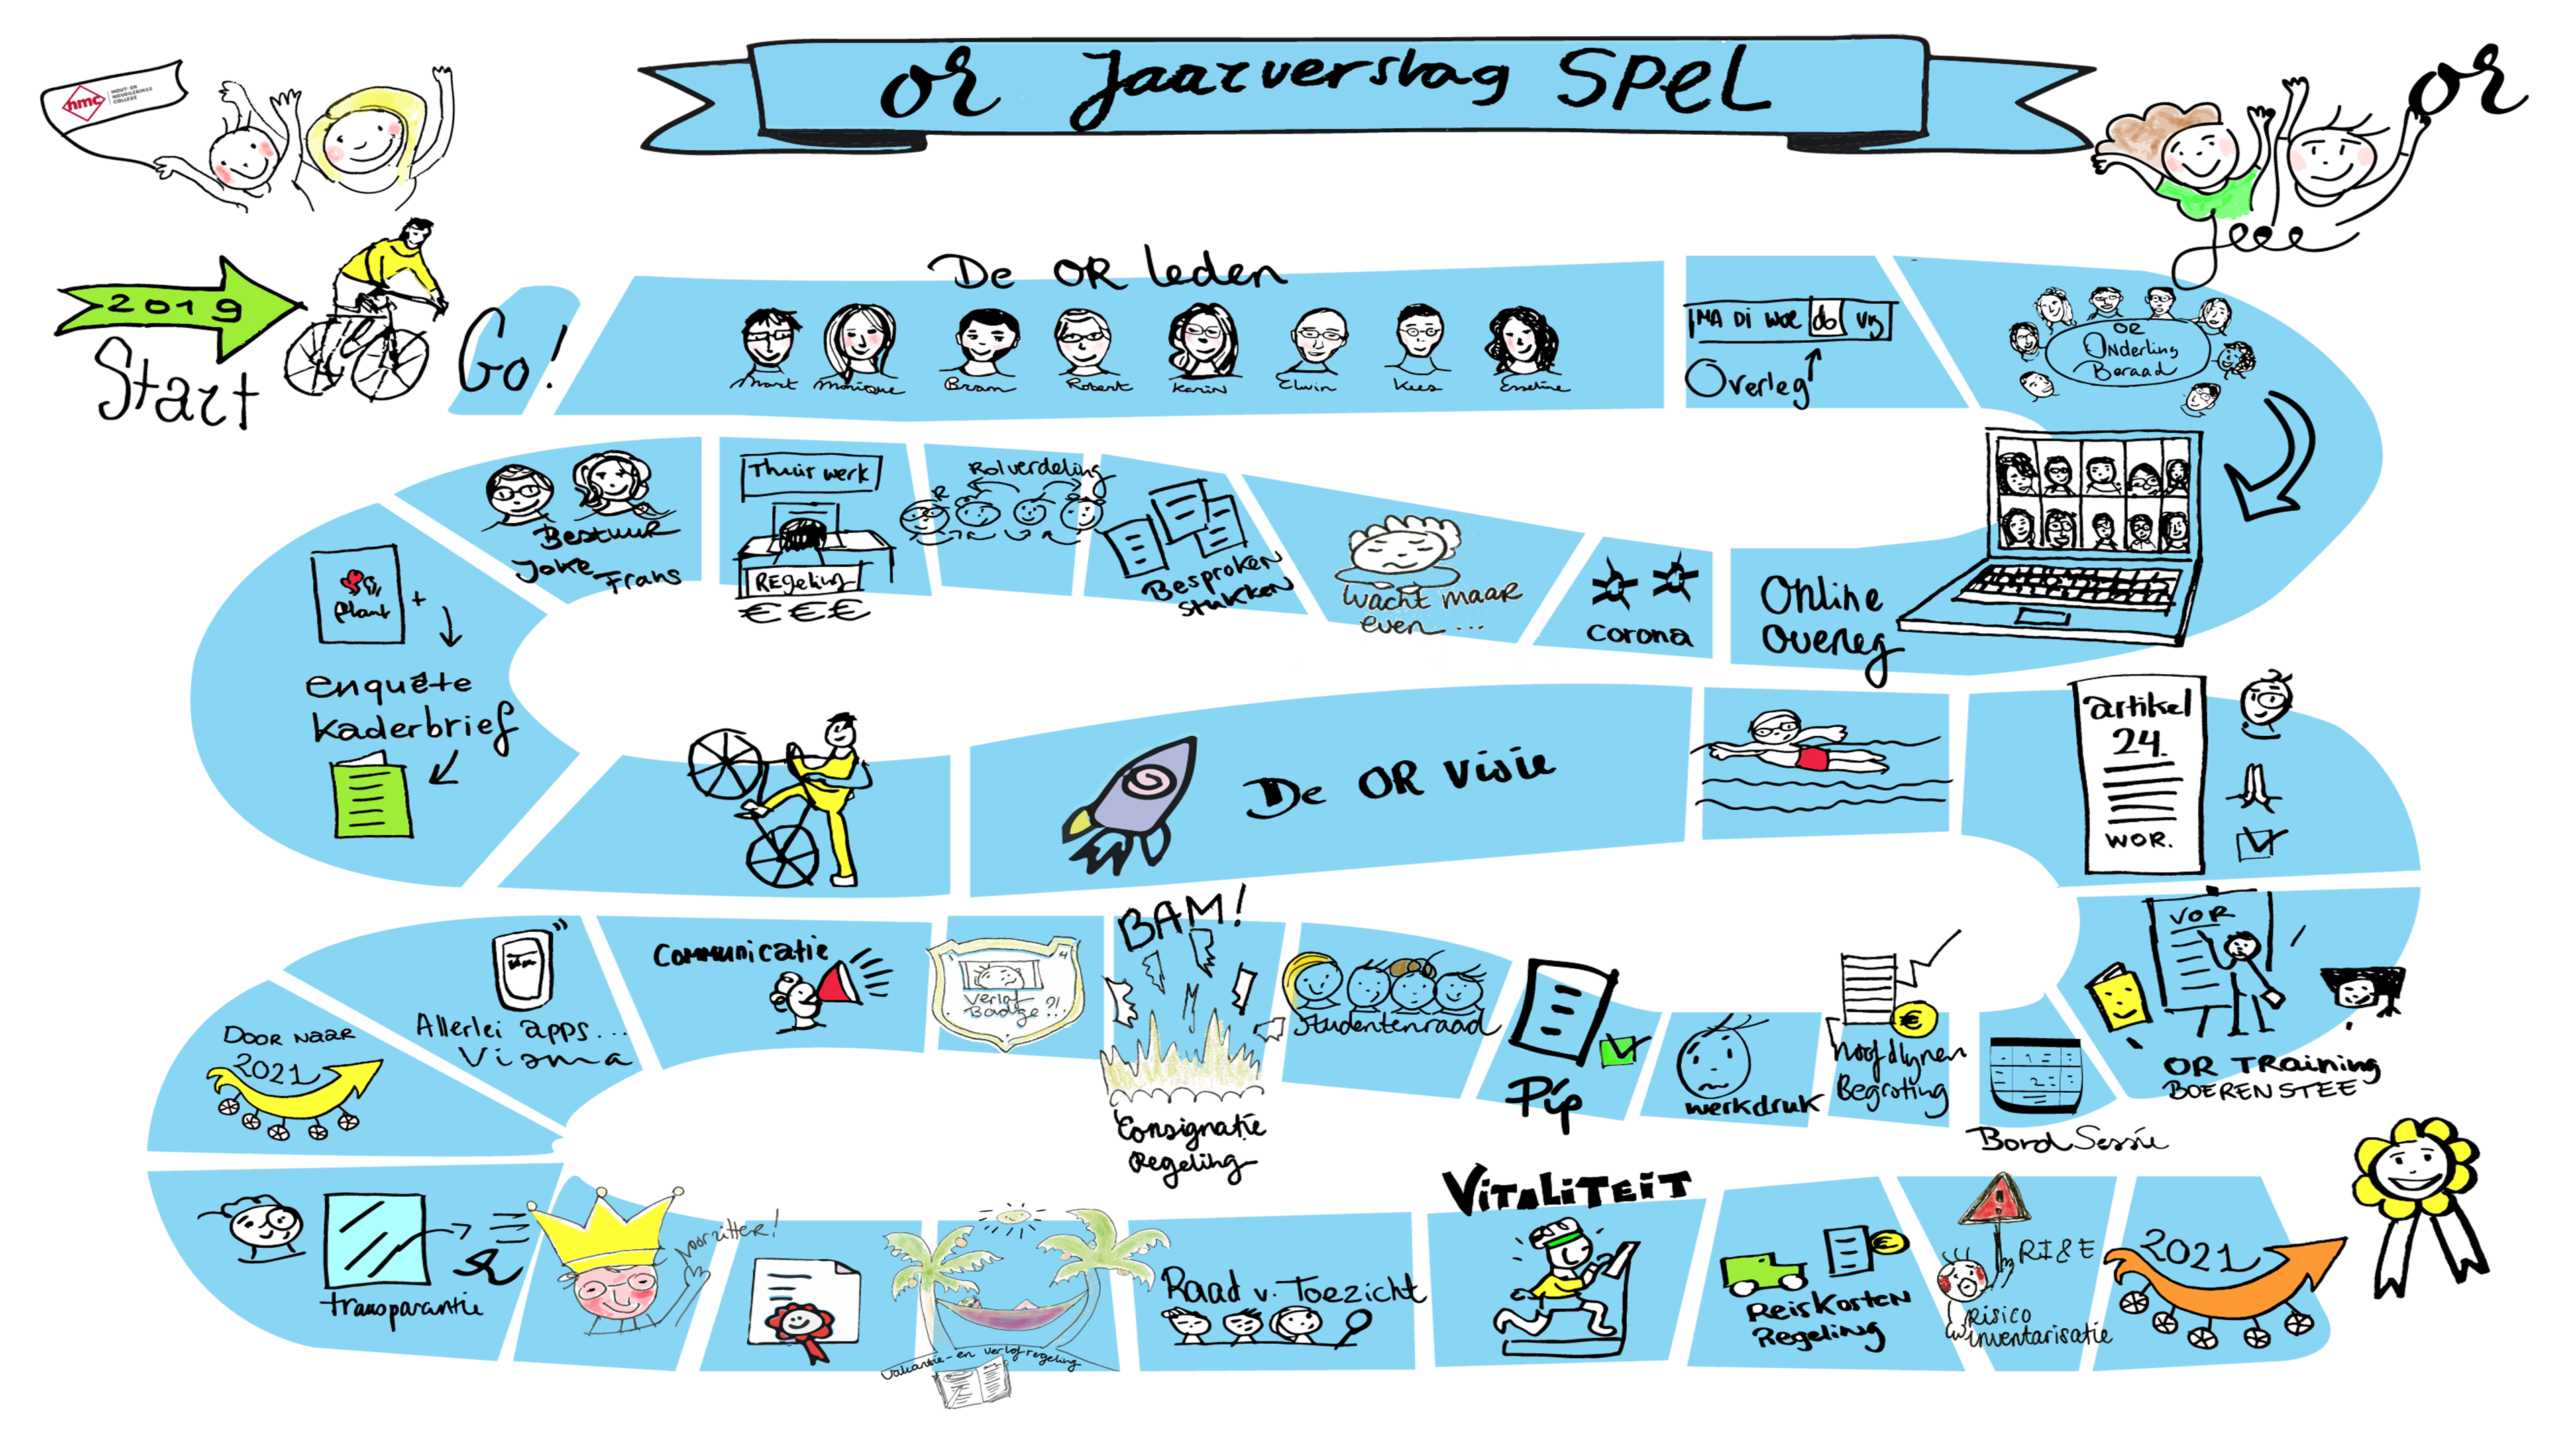 hmc HOUT- EN
MEUBILERINGS
COLLEGE
OR Jaarverslag SPEL
OR
Jeee
2019
Start
Go!
De OR leden
Mart Monique Bram Robert Karin Elwin Kees Esseline
MA DI WOE do VRIJ
Overleg
OR
Onderling
Beraad
Online
Overleg
corona
Wacht maar
even...
Besproken
stukken
Rolverdeling
Thuis werk
REgeling
€€€
Bestuur
Joke Frans
plant +
enquête
kaderbrief
De OR Visie
artikel
24.
WOR.
VOR
OR TRaining
BOERENSTEE
Bord Sessie
Hoofdlijnen
Begroting
werkdruk
Pip
Studentenraad
BAM!
Consignatie
Regeling
Verlof
Badge?!!
Communicatie
Allerlei apps...
Visma
DOOR NAAR
2021
transparantie
Voorzitter!
vakantie- en verlofregeling
Raad v. Toezicht
VITALITEIT
ReisKosten
Regeling
RI&E
Risico
inventarisatie
2021